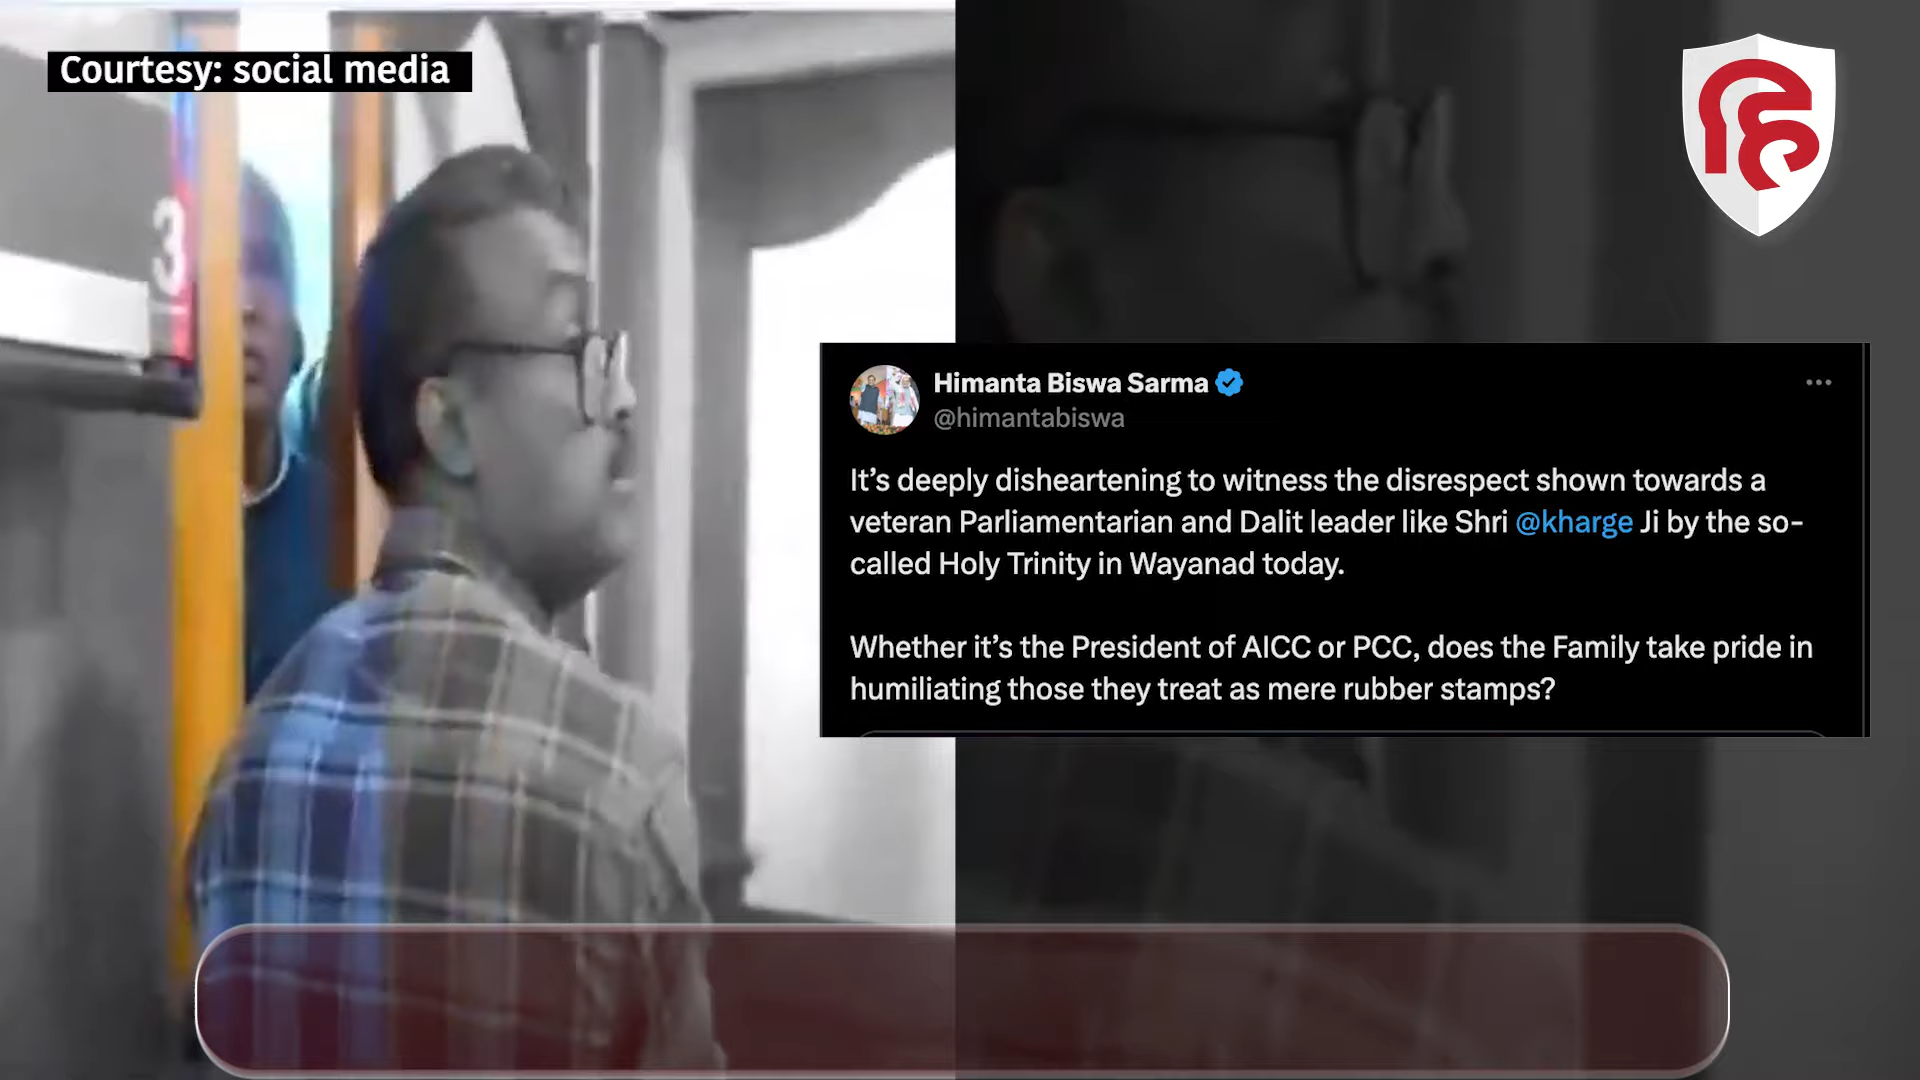 Courtesy: social media
3
Himanta Biswa Sarma
@himantabiswa
It’s deeply disheartening to witness the disrespect shown towards a
veteran Parliamentarian and Dalit leader like Shri @kharge Ji by the so-
called Holy Trinity in Wayanad today.
Whether it’s the President of AICC or PCC, does the Family take pride in
humiliating those they treat as mere rubber stamps?